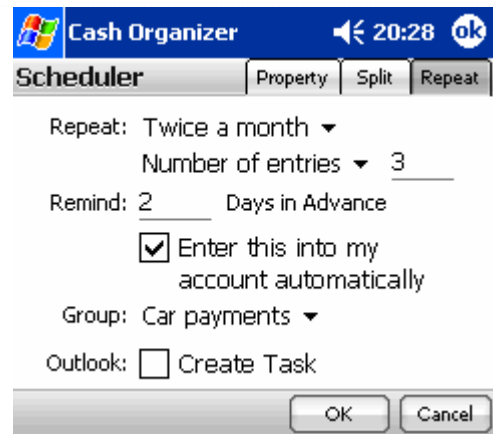 Cash Organizer 20:28 ok
Scheduler Property Split Repeat
Repeat: Twice a month
Number of entries 3
Remind: 2 Days in Advance
Enter this into my
account automatically
Group: Car payments
Outlook: Create Task
OK Cancel